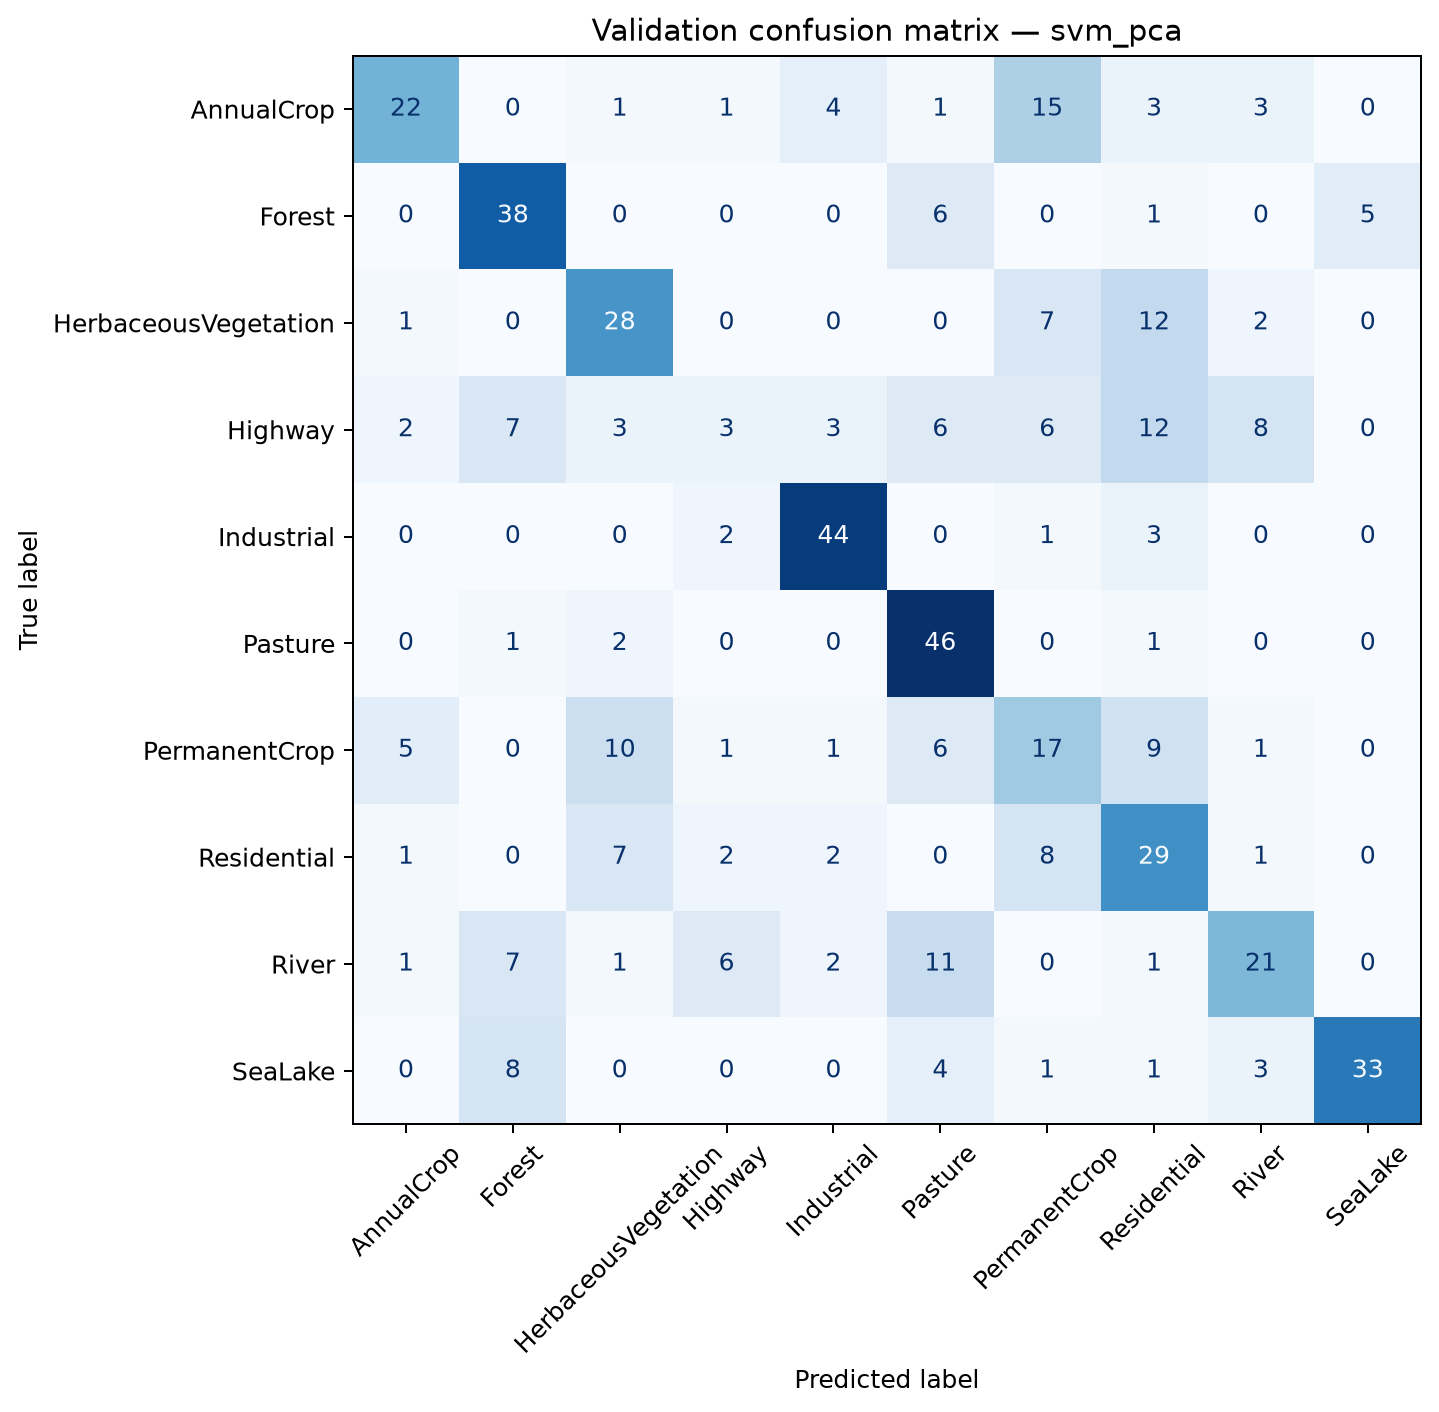 Validation confusion matrix — svm_pca
AnnualCrop 22 0 1 1 4 1 15 3 3 0
Forest 0 38 0 0 0 6 0 1 0 5
HerbaceousVegetation 1 0 28 0 0 0 7 12 2 0
Highway 2 7 3 3 3 6 6 12 8 0
Industrial 0 0 0 2 44 0 1 3 0 0
Pasture 0 1 2 0 0 46 0 1 0 0
PermanentCrop 5 0 10 1 1 6 17 9 1 0
Residential 1 0 7 2 2 0 8 29 1 0
River 1 7 1 6 2 11 0 1 21 0
SeaLake 0 8 0 0 0 4 1 1 3 33
True label
AnnualCrop Forest HerbaceousVegetation Highway Industrial Pasture PermanentCrop Residential River SeaLake
Predicted label